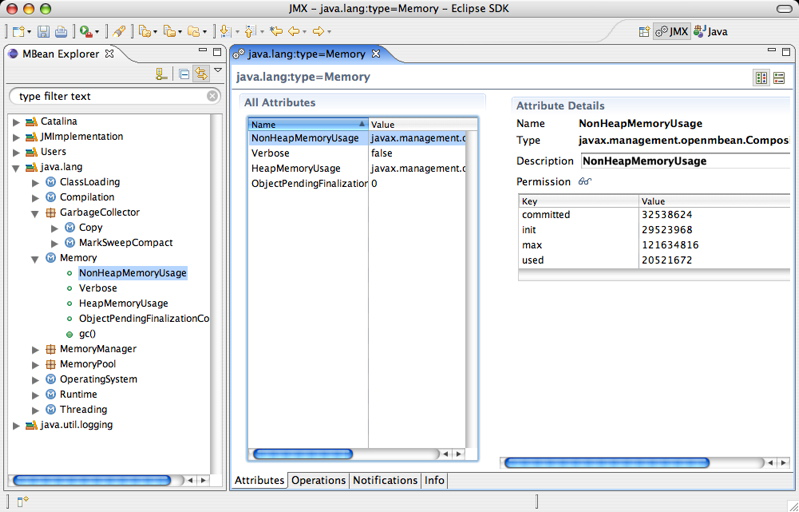 JMX - java.lang:type=Memory - Eclipse SDK
JMX
Java
MBean Explorer
type filter text
Catalina
JMImplementation
Users
java.lang
ClassLoading
Compilation
GarbageCollector
Copy
MarkSweepCompact
Memory
NonHeapMemoryUsage
Verbose
HeapMemoryUsage
ObjectPendingFinalizationCo
gc()
MemoryManager
MemoryPool
OperatingSystem
Runtime
Threading
java.util.logging
java.lang:type=Memory
java.lang:type=Memory
All Attributes
Name Value
NonHeapMemoryUsage javax.management.o
Verbose false
HeapMemoryUsage javax.management.o
ObjectPendingFinalization 0
Attribute Details
Name NonHeapMemoryUsage
Type javax.management.openmbean.Compos
Description NonHeapMemoryUsage
Permission
Key Value
committed 32538624
init 29523968
max 121634816
used 20521672
Attributes Operations Notifications Info